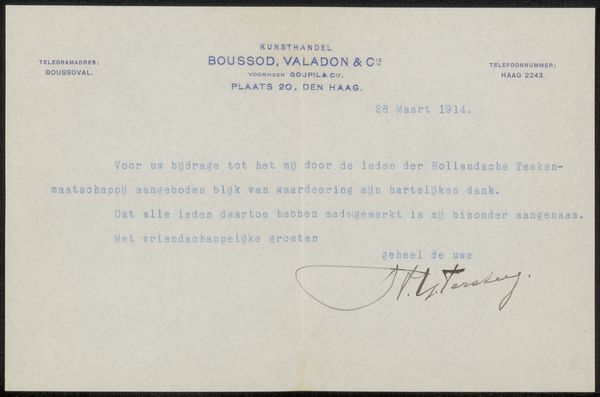 KUNSTHANDEL
BOUSSOD, VALADON & Cie
VOORHEEN GOUPIL & Cie.
PLAATS 20, DEN HAAG.
TELEGRAMADRES:
BOUSSOVAL.
TELEFOONNUMMER:
HAAG 2243.
26 Maart 1914.
Voor uw bijdrage tot het mij door de leden der Hollandsche Teeken-
maatschappij aangeboden blijk van waardeering mijn hartelijken dank.
Dat alle leden daartoe hebben medegewerkt is mij bizonder aangenaam.
Met vriendschappelijke groeten
geheel de uwe
H.G. Tersteeg.